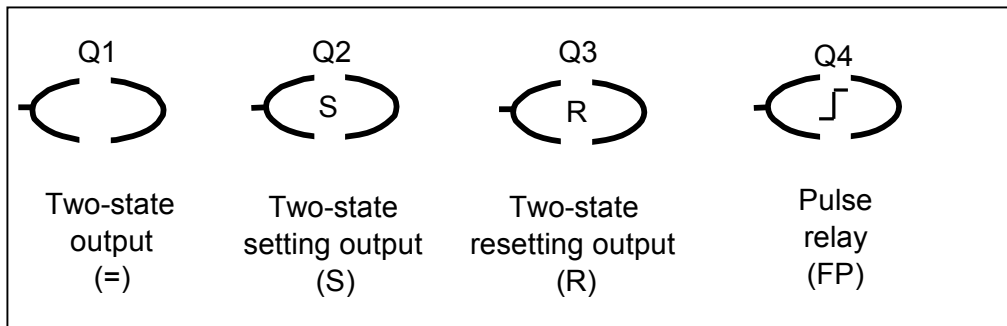 Q1
Q2
Q3
Q4
S
R
Two-state
output
(=)
Two-state
setting output
(S)
Two-state
resetting output
(R)
Pulse
relay
(FP)